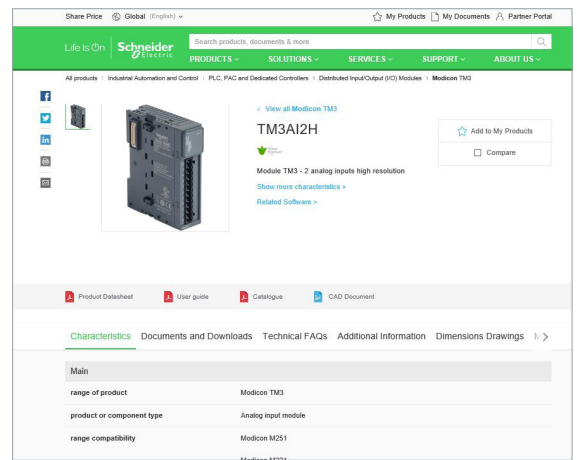 Share Price Global (English) My Products My Documents Partner Portal
Life Is On Schneider Electric
Search products, documents & more
PRODUCTS SOLUTIONS SERVICES SUPPORT ABOUT US
All products Industrial Automation and Control PLC, PAC and Dedicated Controllers Distributed Input/Output (I/O) Modules Modicon TM3
< View all Modicon TM3
TM3AI2H
Add to My Products
Green Premium
Compare
Module TM3 - 2 analog inputs high resolution
Show more characteristics >
Related Software >
Product Datasheet User guide Catalogue CAD Document
Characteristics Documents and Downloads Technical FAQs Additional Information Dimensions Drawings
Main
range of product Modicon TM3
product or component type Analog input module
range compatibility Modicon M251